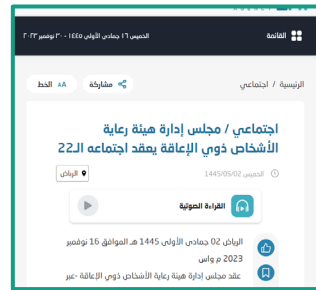 القائمة
الخميس ١٦ جمادى الأولى ١٤٤٥ - ٣٠ نوفمبر ٢٠٢٣
الرئيسية / اجتماعي
مشاركة
AA الخط
اجتماعي / مجلس إدارة هيئة رعاية
الأشخاص ذوي الإعاقة يعقد اجتماعه الـ22
الخميس 1445/05/02
الرياض
القراءة الصوتية
الرياض 02 جمادى الأولى 1445 هـ الموافق 16 نوفمبر
2023 م واس
عقد مجلس إدارة هيئة رعاية الأشخاص ذوي الإعاقة -عبر